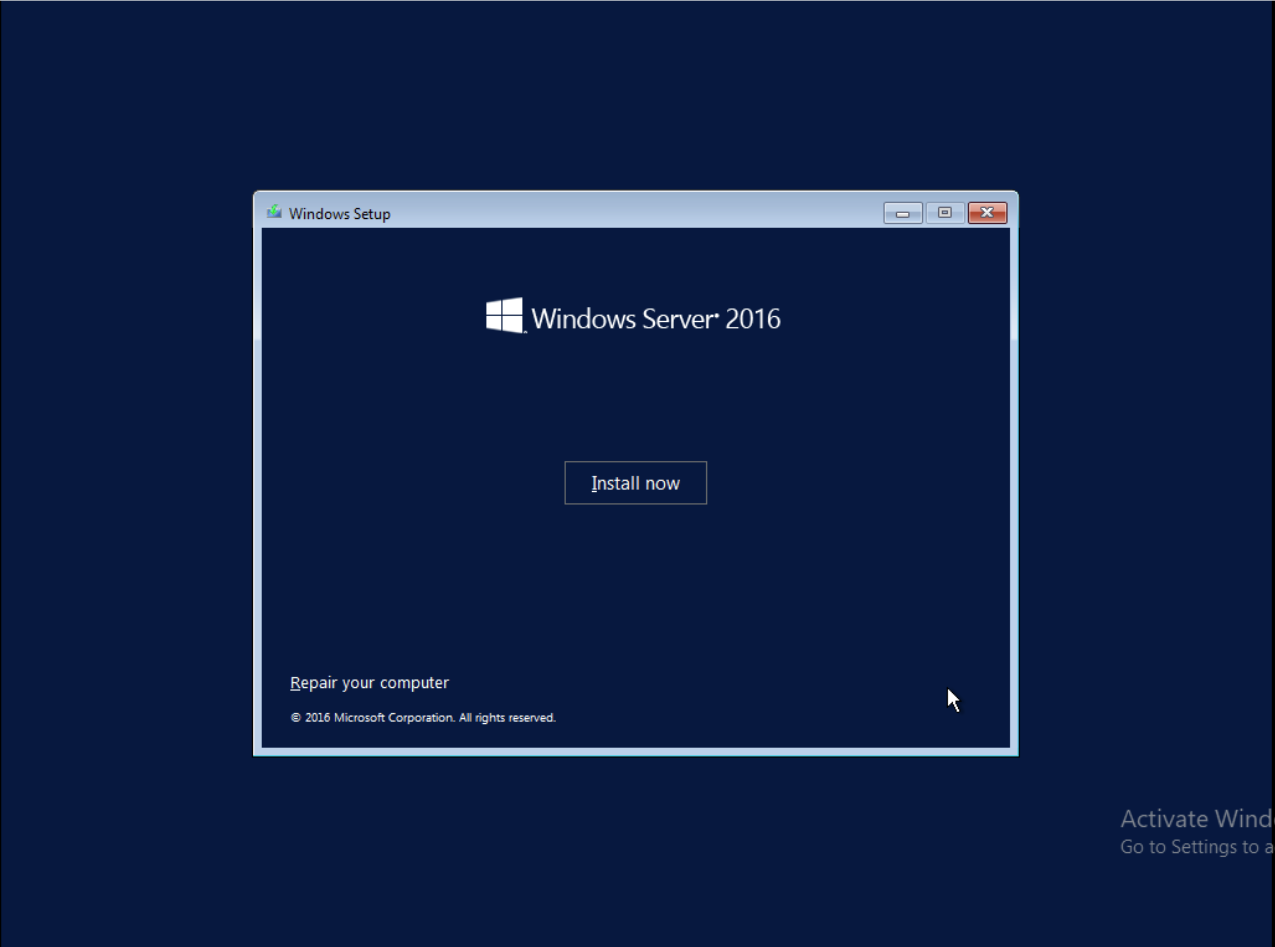 Windows Setup
Windows Server 2016
Install now
Repair your computer
© 2016 Microsoft Corporation. All rights reserved.
Activate Wind
Go to Settings to a